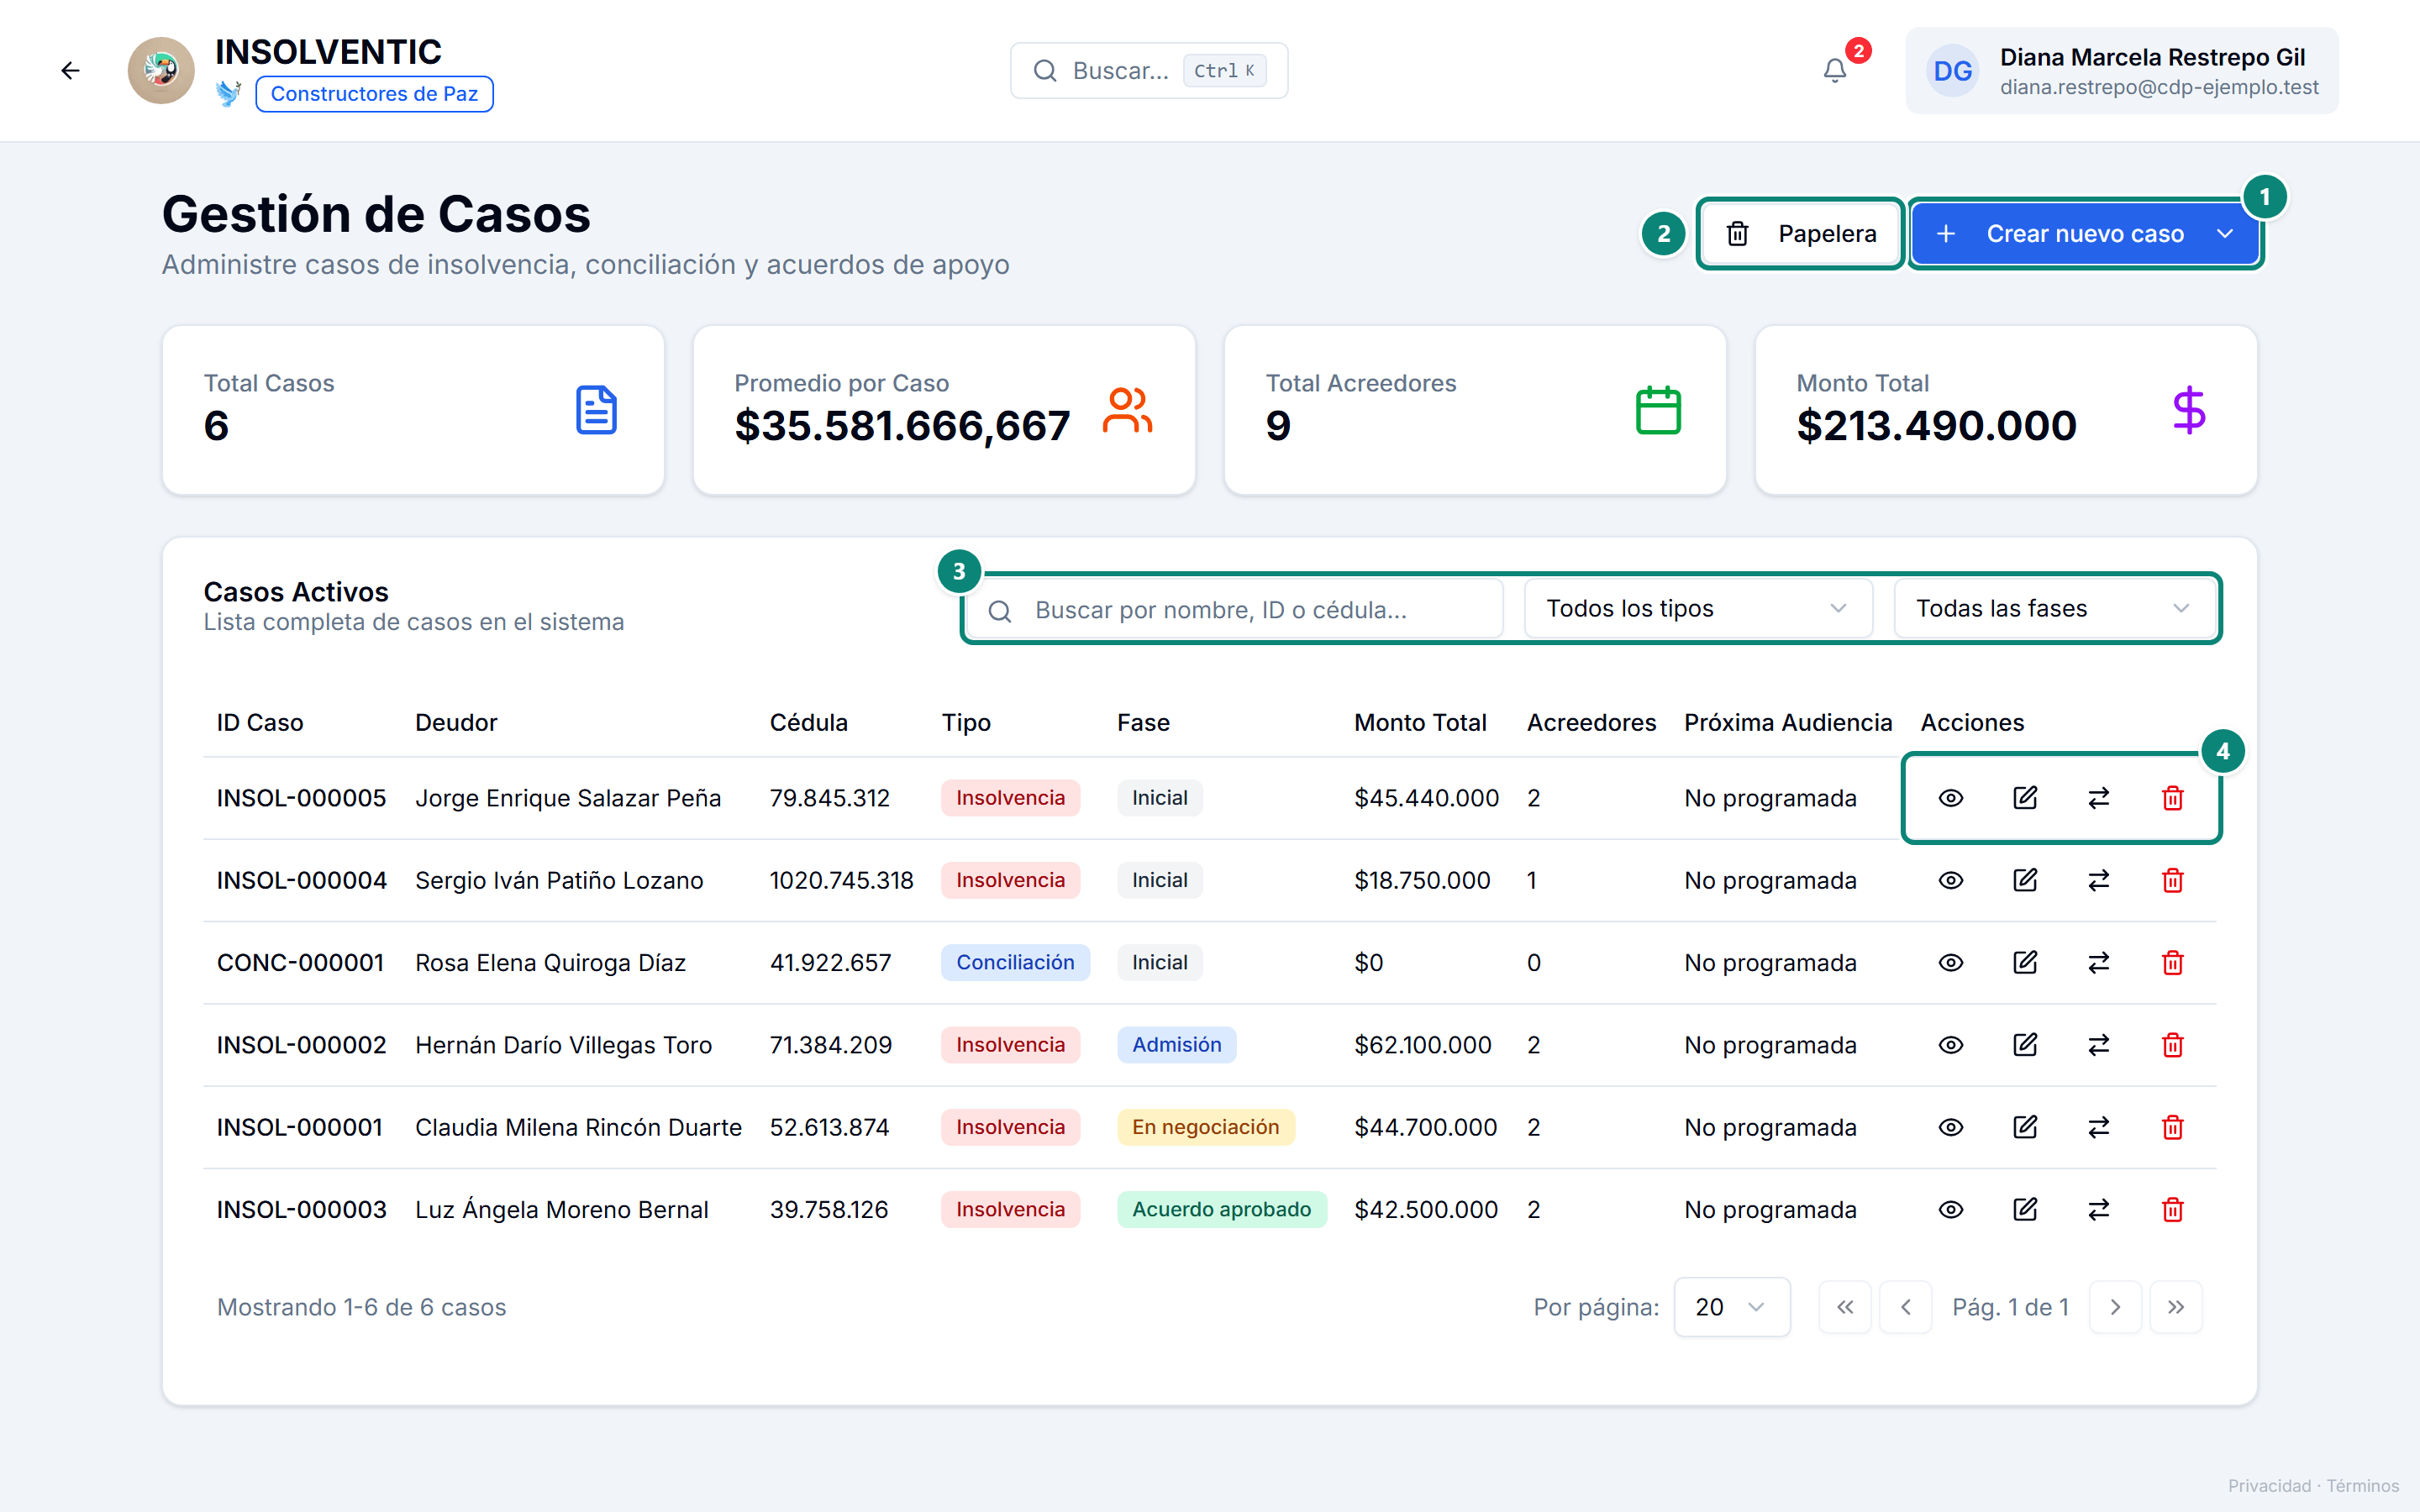 INSOLVENTIC
Constructores de Paz
Buscar... Ctrl K
2
DG
Diana Marcela Restrepo Gil
diana.restrepo@cdp-ejemplo.test
Gestión de Casos
Administre casos de insolvencia, conciliación y acuerdos de apoyo
2
Papelera
Crear nuevo caso
1
Total Casos
6
Promedio por Caso
$35.581.666,667
Total Acreedores
9
Monto Total
$213.490.000
Casos Activos
Lista completa de casos en el sistema
3
Buscar por nombre, ID o cédula...
Todos los tipos
Todas las fases
ID Caso Deudor Cédula Tipo Fase Monto Total Acreedores Próxima Audiencia Acciones
4
INSOL-000005 Jorge Enrique Salazar Peña 79.845.312 Insolvencia Inicial $45.440.000 2 No programada
INSOL-000004 Sergio Iván Patiño Lozano 1020.745.318 Insolvencia Inicial $18.750.000 1 No programada
CONC-000001 Rosa Elena Quiroga Díaz 41.922.657 Conciliación Inicial $0 0 No programada
INSOL-000002 Hernán Darío Villegas Toro 71.384.209 Insolvencia Admisión $62.100.000 2 No programada
INSOL-000001 Claudia Milena Rincón Duarte 52.613.874 Insolvencia En negociación $44.700.000 2 No programada
INSOL-000003 Luz Ángela Moreno Bernal 39.758.126 Insolvencia Acuerdo aprobado $42.500.000 2 No programada
Mostrando 1-6 de 6 casos
Por página: 20
Pág. 1 de 1
Privacidad · Términos